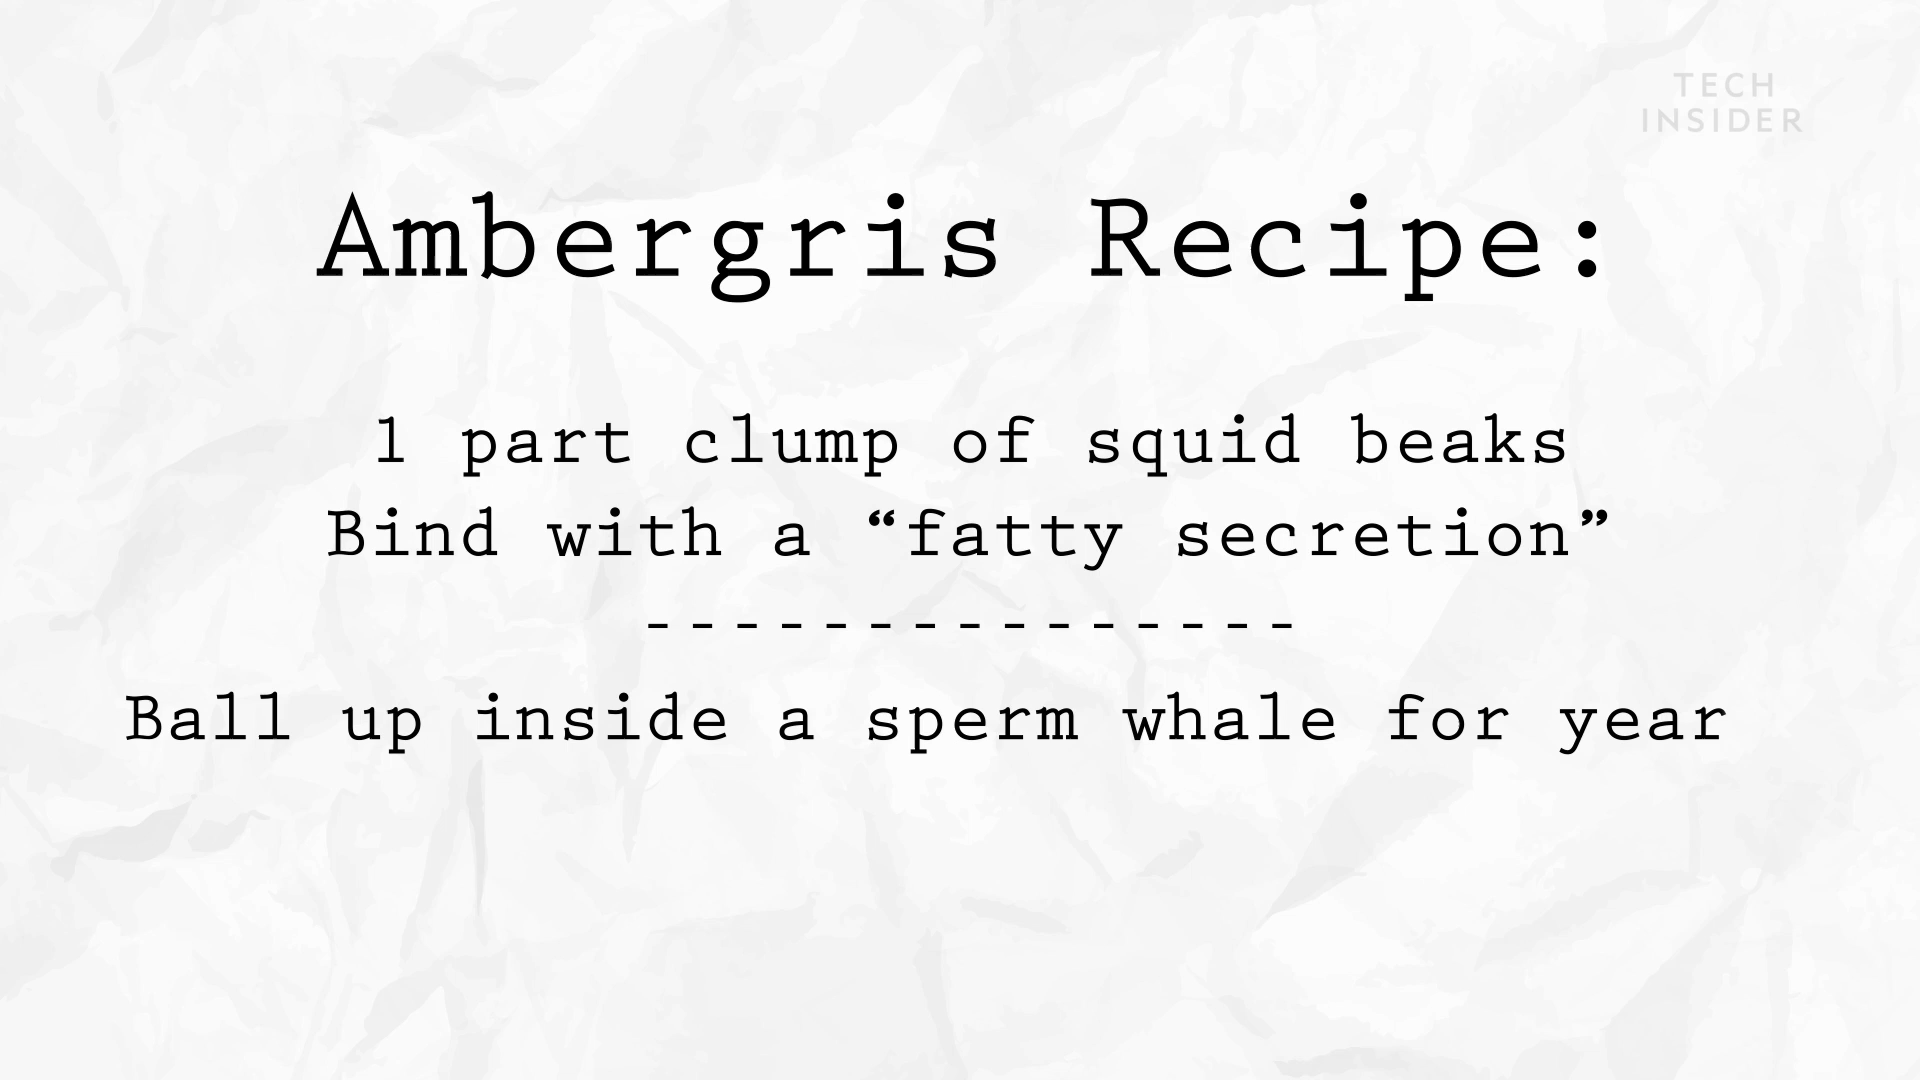 TECH
INSIDER
Ambergris Recipe:
1 part clump of squid beaks
Bind with a “fatty secretion”
---------------
Ball up inside a sperm whale for year